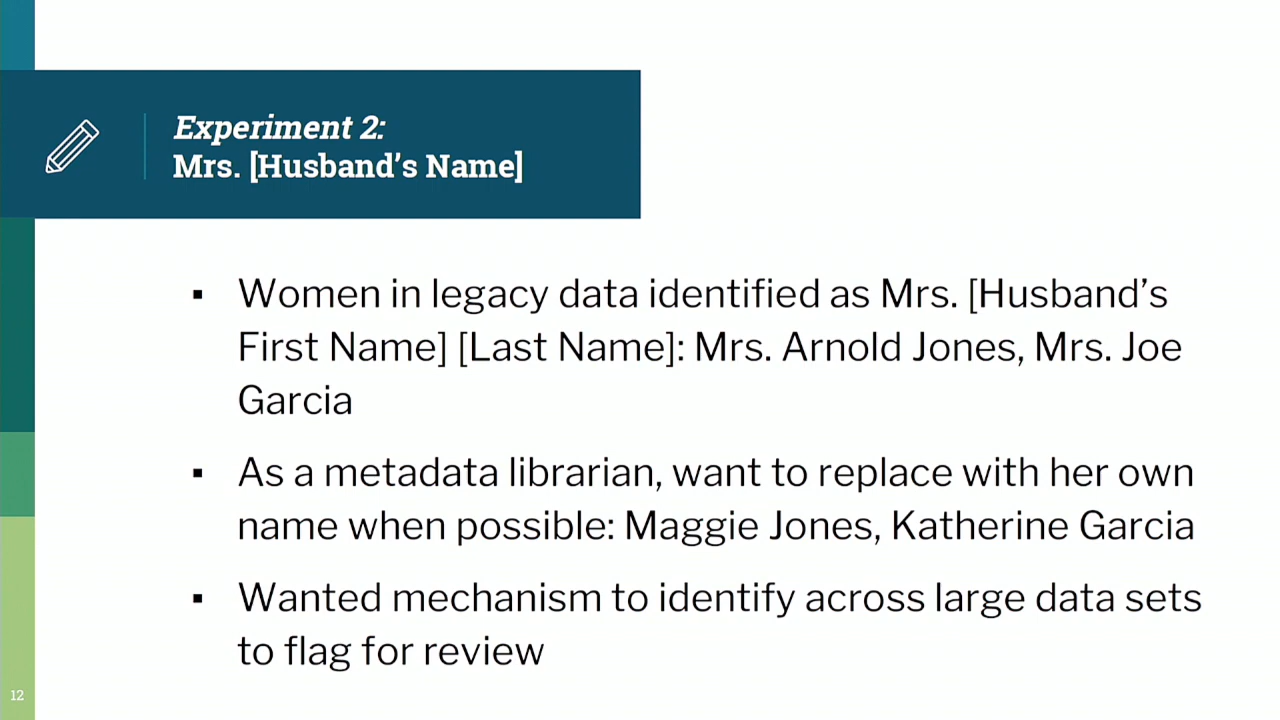 Experiment 2:
Mrs. [Husband’s Name]
▪ Women in legacy data identified as Mrs. [Husband’s
First Name] [Last Name]: Mrs. Arnold Jones, Mrs. Joe
Garcia
▪ As a metadata librarian, want to replace with her own
name when possible: Maggie Jones, Katherine Garcia
▪ Wanted mechanism to identify across large data sets
to flag for review
12